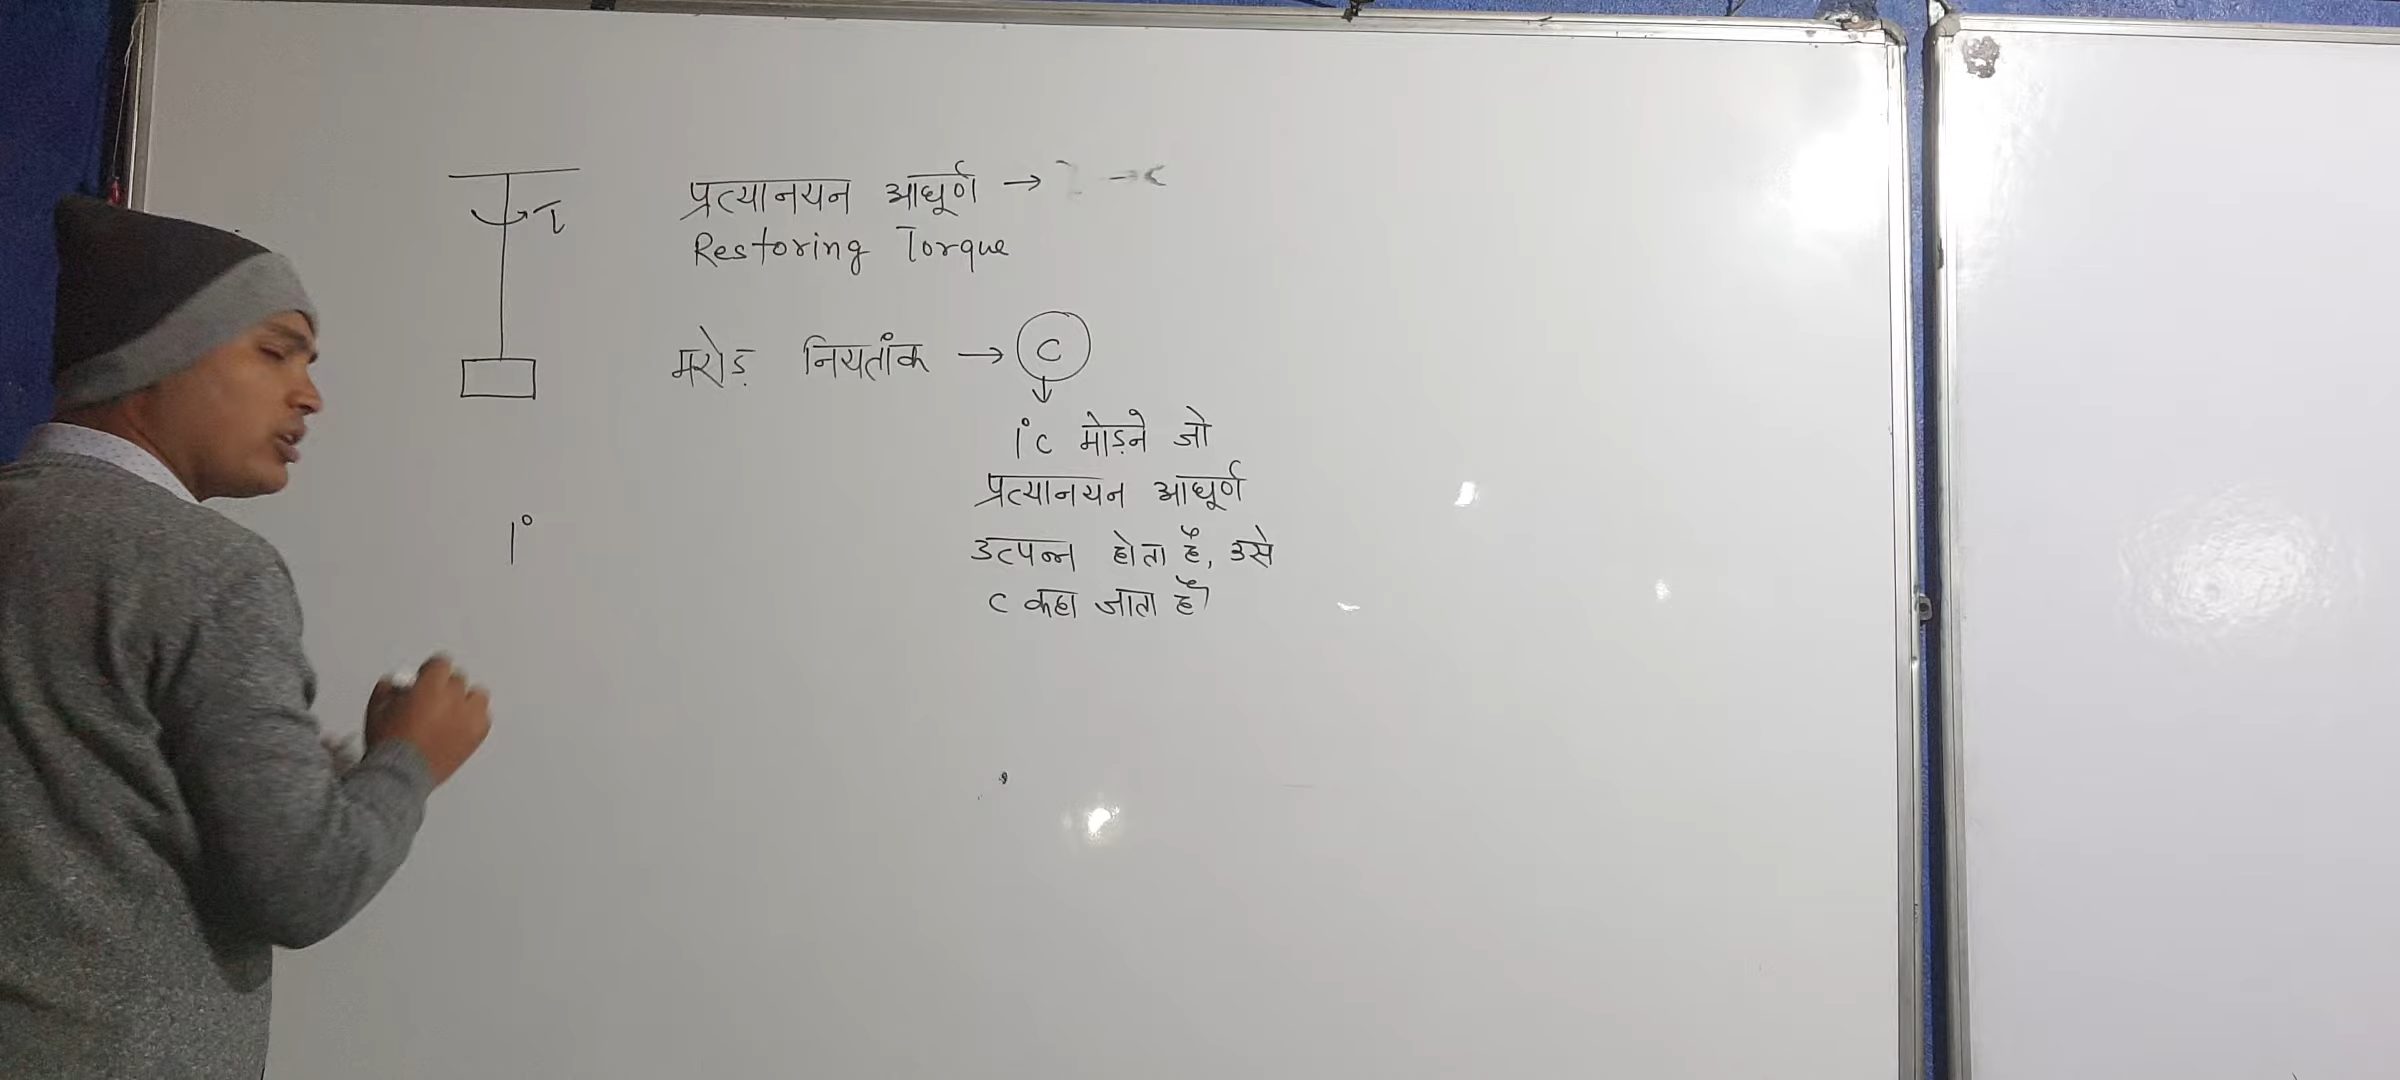 τ
प्रत्यानयन आघूर्ण →
Restoring Torque
मरोड़ नियतांक → C
↓
1°C मोड़ने जो
प्रत्यानयन आघूर्ण
उत्पन्न होता है, उसे
C कहा जाता है
1°